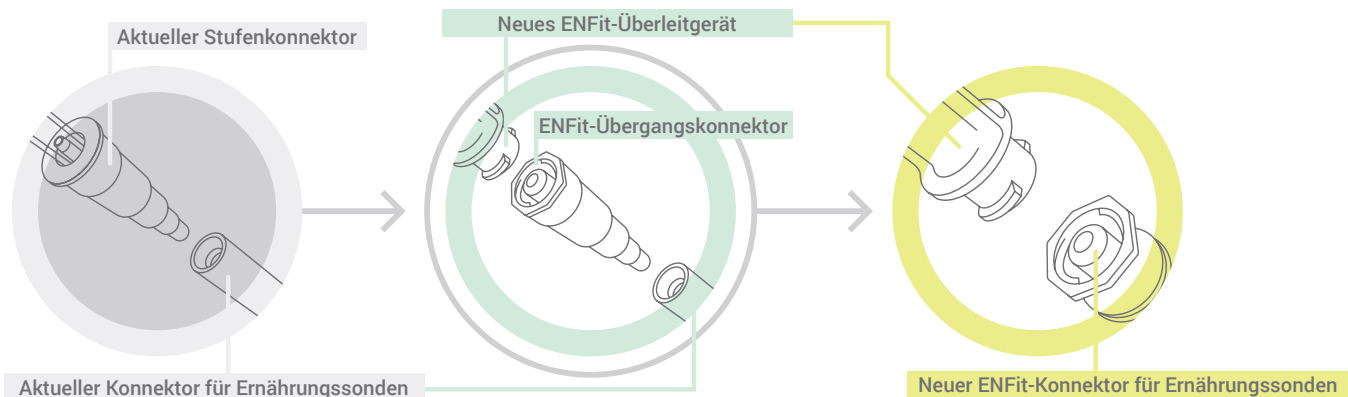 Aktueller Stufenkonnektor
Neues ENFit-Überleitgerät
ENFit-Übergangskonnektor
Aktueller Konnektor für Ernährungssonden
Neuer ENFit-Konnektor für Ernährungssonden